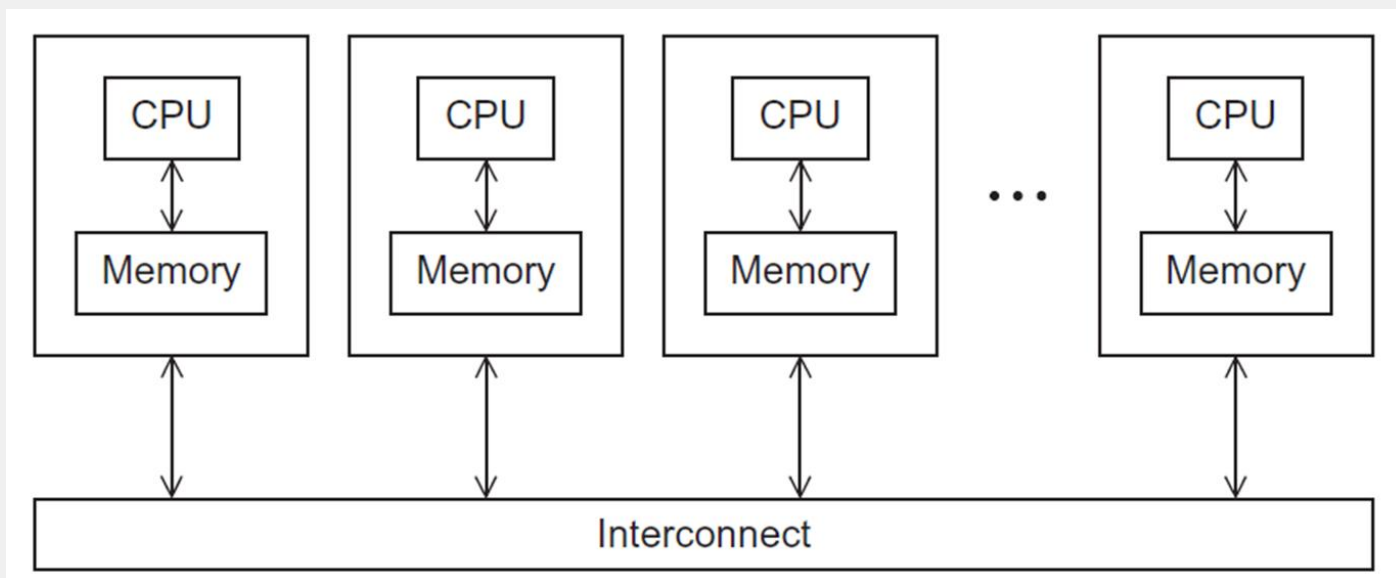 CPU CPU CPU CPU
...
Memory Memory Memory Memory
Interconnect